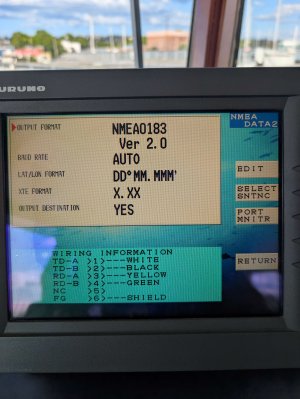 FURUNO
NMEA
DATA2
OUTPUT FORMAT NMEA0183
Ver 2.0
BAUD RATE AUTO
LAT/LON FORMAT DD°MM.MMM'
XTE FORMAT X.XX
OUTPUT DESTINATION YES
EDIT
SELECT
SNTNC
PORT
MNITR
RETURN
WIRING INFORMATION
TD-A >1>---WHITE
TD-B >2>---BLACK
RD-A >3>---YELLOW
RD-B >4>---GREEN
NC >5>
FG >6>---SHIELD